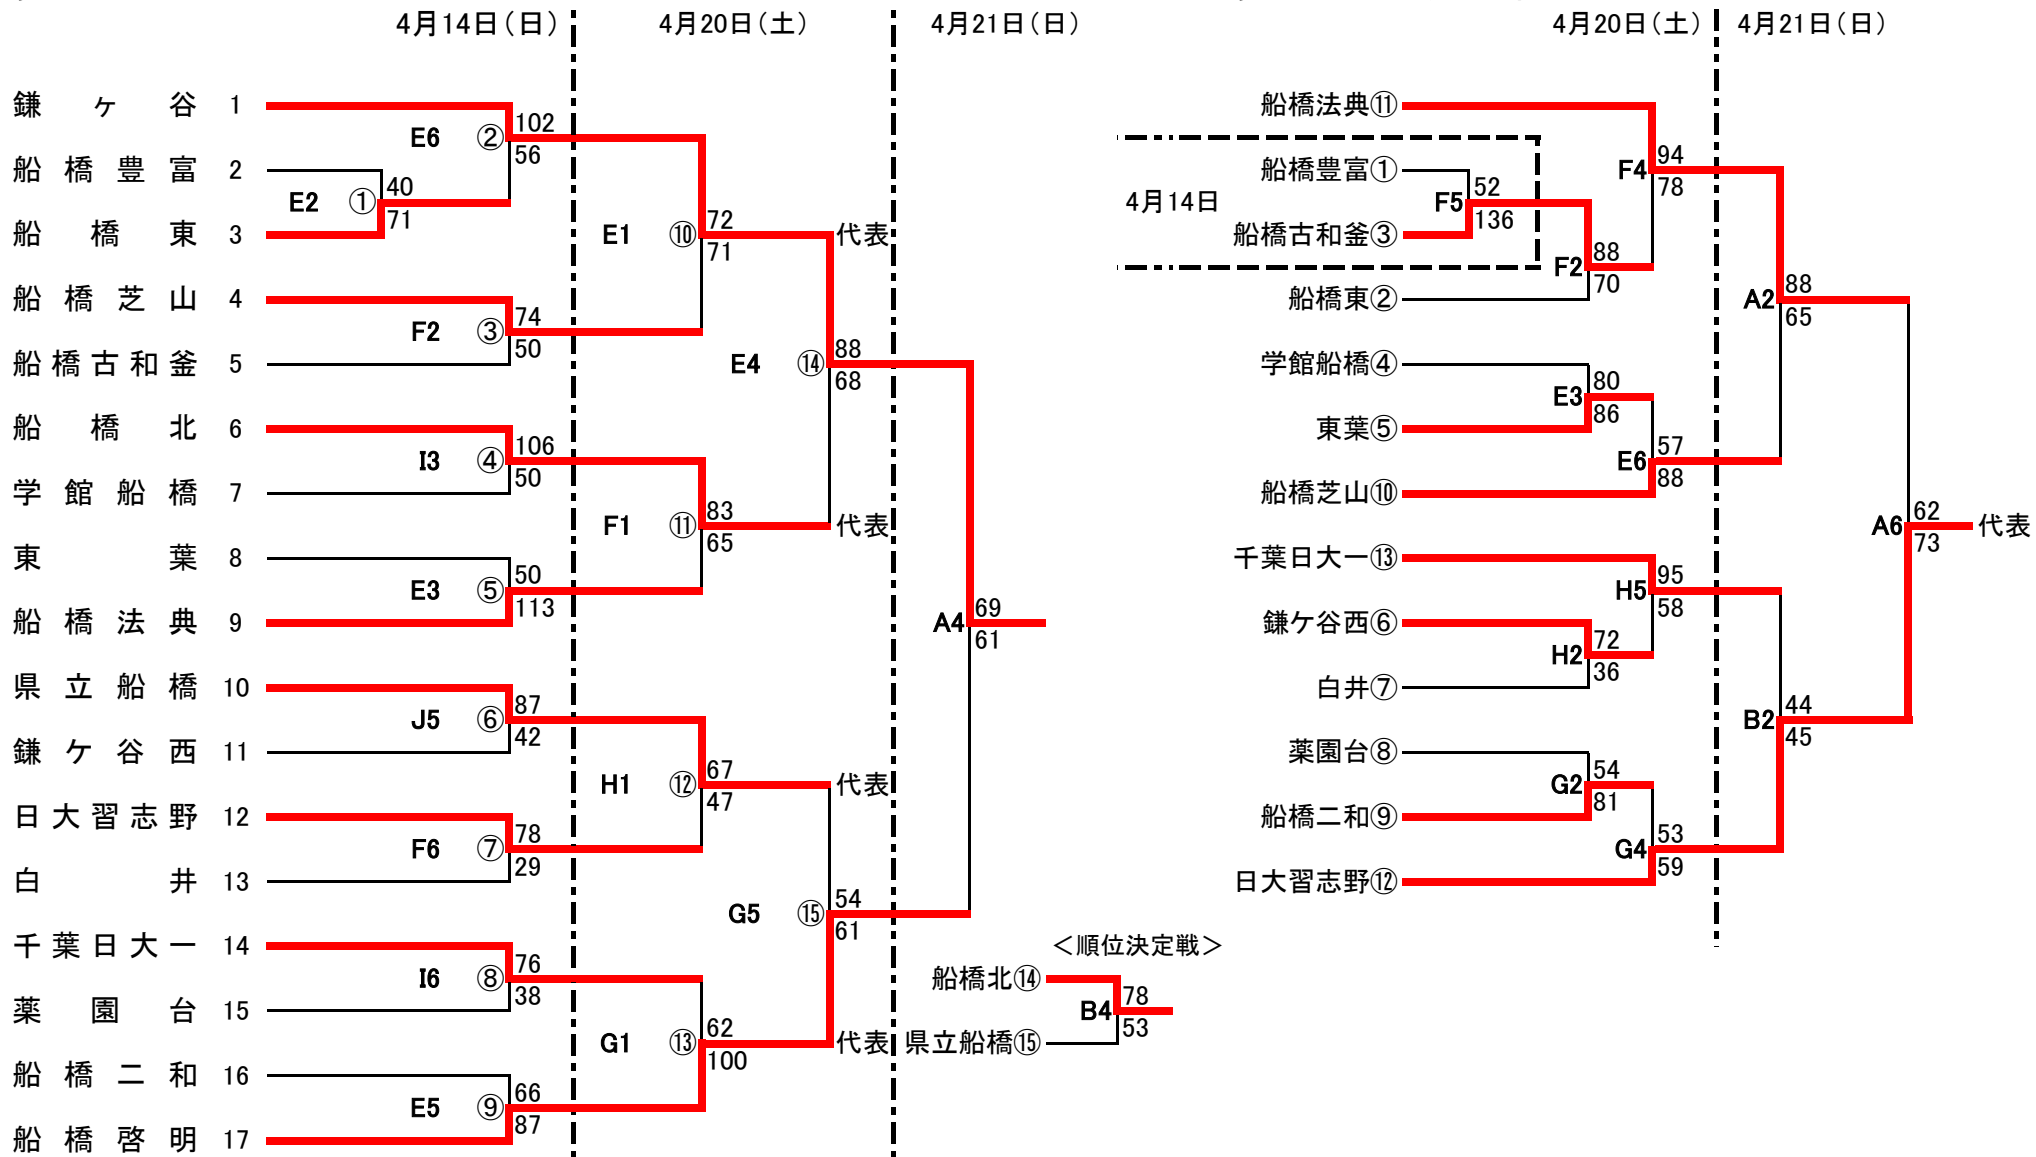 4月14日(日) 4月20日(土) 4月21日(日)
鎌ヶ谷 1
E6 ② 102
56
船橋豊富 2
E2 ① 40
71
船橋東 3
E1 ⑩ 72 代表
71
船橋芝山 4
F2 ③ 74
50
船橋古和釜 5
E4 ⑭ 88
68
船橋北 6
I3 ④ 106
50
学館船橋 7
F1 ⑪ 83 代表
65
東葉 8
E3 ⑤ 50
113
船橋法典 9
A4 69
61
県立船橋 10
J5 ⑥ 87
42
鎌ケ谷西 11
H1 ⑫ 67 代表
47
日大習志野 12
F6 ⑦ 78
29
白井 13
G5 ⑮ 54
61
千葉日大一 14
I6 ⑧ 76
38
薬園台 15
G1 ⑬ 62 代表
100
船橋二和 16
E5 ⑨ 66
87
船橋啓明 17
<順位決定戦>
船橋北⑭
B4 78
53
県立船橋⑮
4月20日(土) 4月21日(日)
船橋法典⑪
F4 94
78
船橋豊富①
4月14日 F5 52
136
船橋古和釜③
F2 88
70
船橋東②
A2 88
65
学館船橋④
E3 80
86
東葉⑤
E6 57
88
船橋芝山⑩
A6 62 代表
73
千葉日大一⑬
H5 95
58
鎌ケ谷西⑥
H2 72
36
白井⑦
B2 44
45
薬園台⑧
G2 54
81
船橋二和⑨
G4 53
59
日大習志野⑫